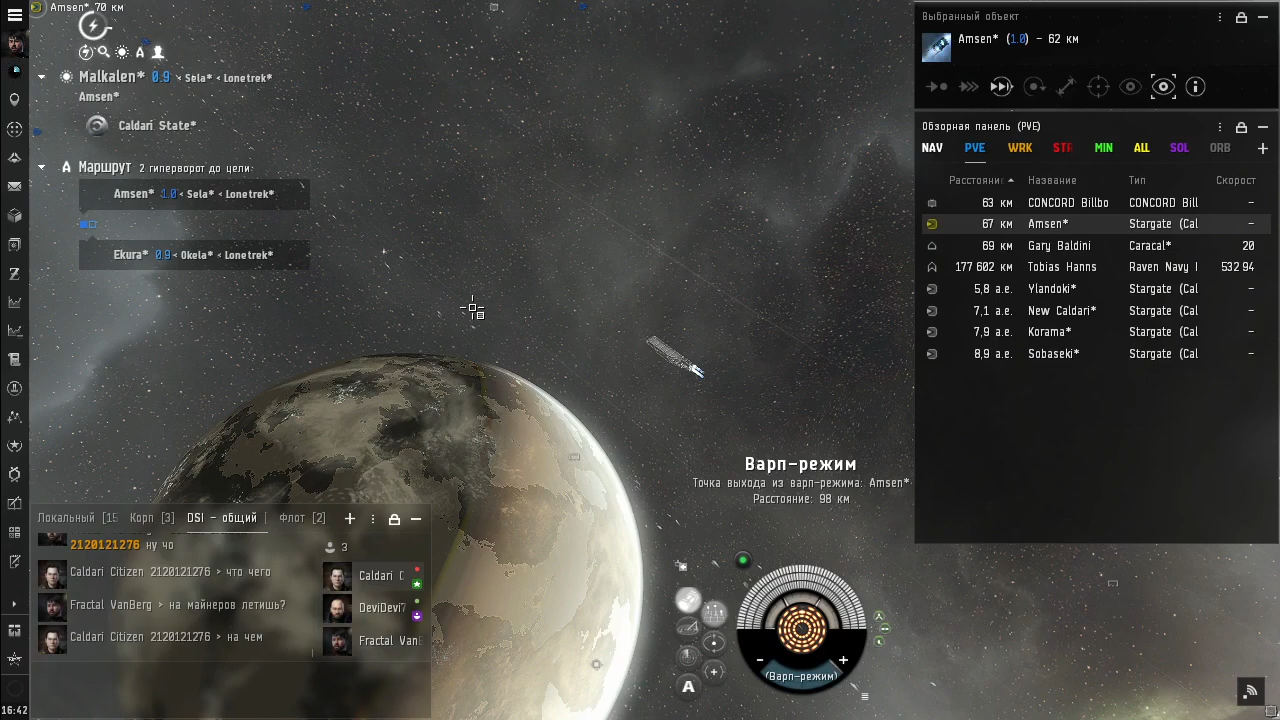 Amsen* 70 км
Malkalen* 0.9 < Sela* < Lonetrek*
Amsen*
Caldari State*
Маршрут 2 гиперворот до цели
Amsen* 1.0 < Sela* < Lonetrek*
Ekura* 0.9 < Okela* < Lonetrek*
Выбранный объект
Amsen* (1.0) - 62 км
Обзорная панель (PVE)
NAV PVE WRK STR MIN ALL SOL ORB
Название Тип Скорост
63 км CONCORD Billbo CONCORD Bill -
67 км Amsen* Stargate (Cal -
69 км Gary Baldini Caracal* 20
177 602 км Tobias Hanns Raven Navy I 532 94
5,8 а.е. Ylandoki* Stargate (Cal -
7,1 а.е. New Caldari* Stargate (Cal -
7,9 а.е. Korama* Stargate (Cal -
8,9 а.е. Sobaseki* Stargate (Cal -
Варп-режим
Точка выхода из варп-режима: Amsen*
Расстояние: 98 км
(Варп-режим)
A
Локальный [15 Корп [3] DSI - общий [ Флот [2]
2120121276 ну чо
Caldari Citizen 2120121276 > что чего
Fractal VanBerg > на майнеров летишь?
Caldari Citizen 2120121276 > на чем
3
Caldari C
DeviDevi7
Fractal VanB
16:42